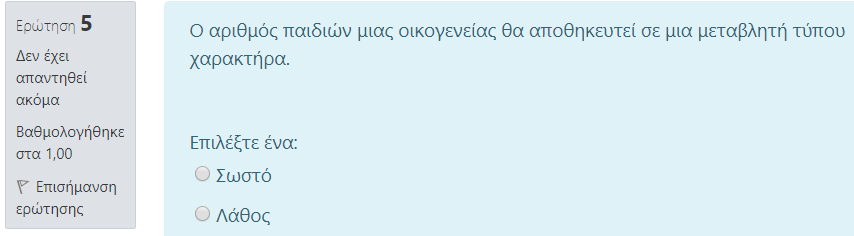 Ερώτηση 5
Δεν έχει
απαντηθεί
ακόμα
Βαθμολογήθηκε
στα 1,00
Επισήμανση
ερώτησης
Ο αριθμός παιδιών μιας οικογενείας θα αποθηκευτεί σε μια μεταβλητή τύπου
χαρακτήρα.
Επιλέξτε ένα:
Σωστό
Λάθος